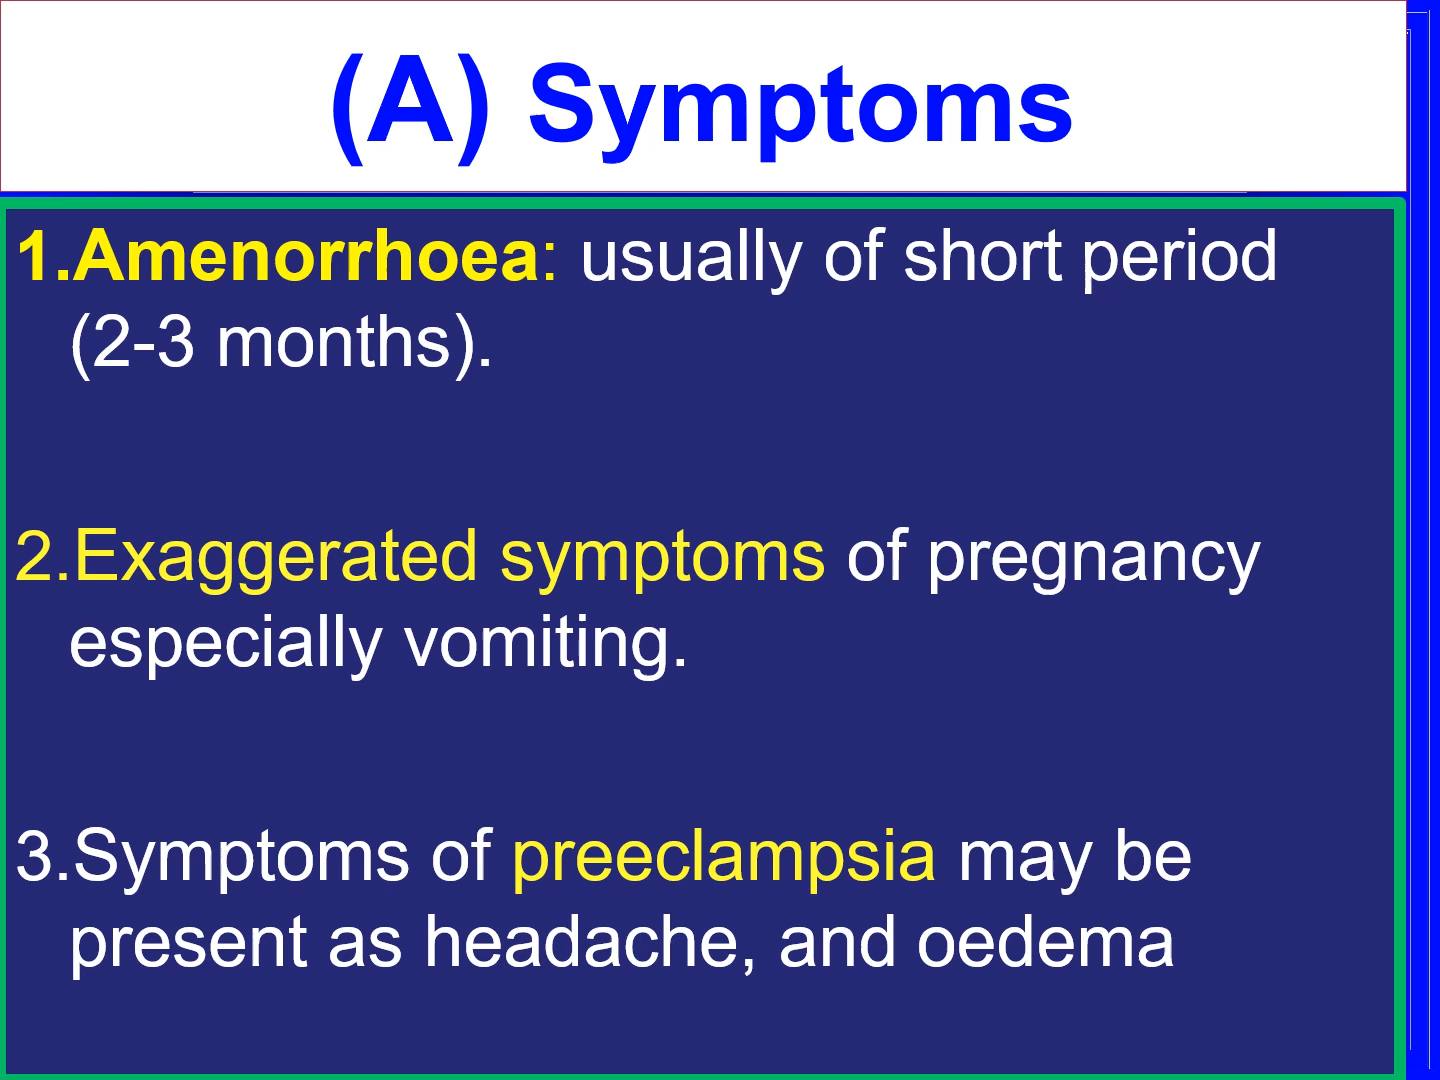 (A) Symptoms
1.Amenorrhoea: usually of short period
(2-3 months).
2.Exaggerated symptoms of pregnancy
especially vomiting.
3.Symptoms of preeclampsia may be
present as headache, and oedema